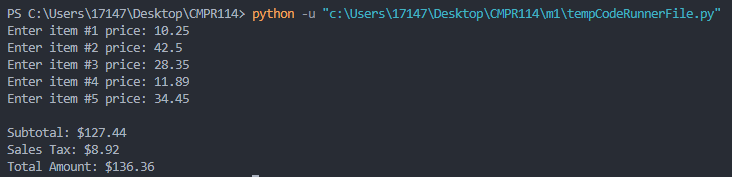 PS C:\Users\17147\Desktop\CMPR114> python -u "c:\Users\17147\Desktop\CMPR114\m1\tempCodeRunnerFile.py"
Enter item #1 price: 10.25
Enter item #2 price: 42.5
Enter item #3 price: 28.35
Enter item #4 price: 11.89
Enter item #5 price: 34.45
Subtotal: $127.44
Sales Tax: $8.92
Total Amount: $136.36